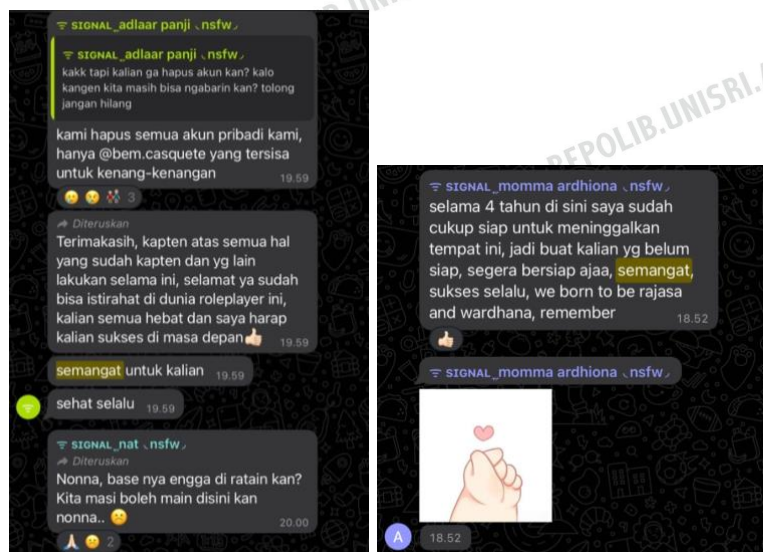 SIGNAL_adlaar panji ⸜nsfw⸝
SIGNAL_adlaar panji ⸜nsfw⸝
kakk tapi kalian ga hapus akun kan? kalo
kangen kita masih bisa ngabarin kan? tolong
jangan hilang
kami hapus semua akun pribadi kami,
hanya @bem.casquete yang tersisa
untuk kenang-kenangan
19.59
3
Diteruskan
Terimakasih, kapten atas semua hal
yang sudah kapten dan yg lain
lakukan selama ini, selamat ya sudah
bisa istirahat di dunia roleplayer ini,
kalian semua hebat dan saya harap
kalian sukses di masa depan👍🏻
19.59
semangat untuk kalian 19.59
sehat selalu 19.59
SIGNAL_nat ⸜nsfw⸝
Diteruskan
Nonna, base nya engga di ratain kan?
Kita masi boleh main disini kan
nonna.. 🙁
20.00
2
SIGNAL_momma ardhiona ⸜nsfw⸝
selama 4 tahun di sini saya sudah
cukup siap untuk meninggalkan
tempat ini, jadi buat kalian yg belum
siap, segera bersiap ajaa, semangat,
sukses selalu, we born to be rajasa
and wardhana, remember
18.52
SIGNAL_momma ardhiona ⸜nsfw⸝
A
18.52
REPOLIB.UNISRI.